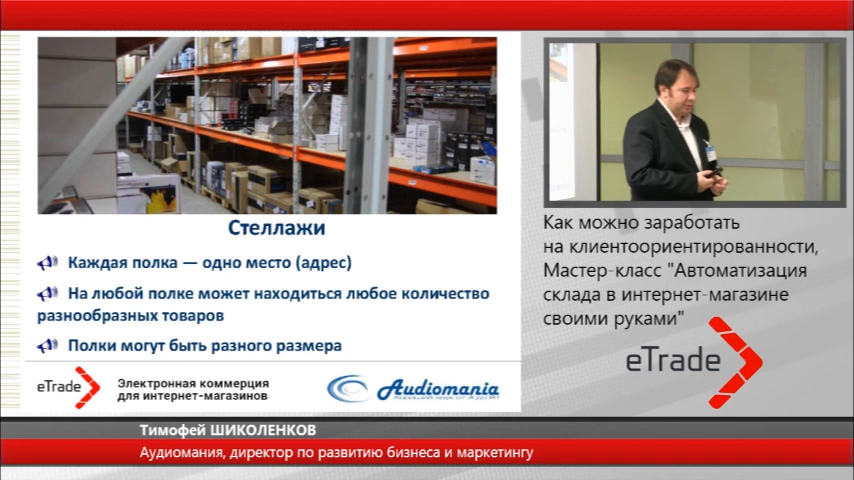 Стеллажи
Каждая полка — одно место (адрес)
На любой полке может находиться любое количество
разнообразных товаров
Полки могут быть разного размера
eTrade
Электронная коммерция
для интернет-магазинов
Audiomania
Как можно заработать
на клиентоориентированности,
Мастер-класс "Автоматизация
склада в интернет-магазине
своими руками"
eTrade
Тимофей ШИКОЛЕНКОВ
Аудиомания, директор по развитию бизнеса и маркетингу